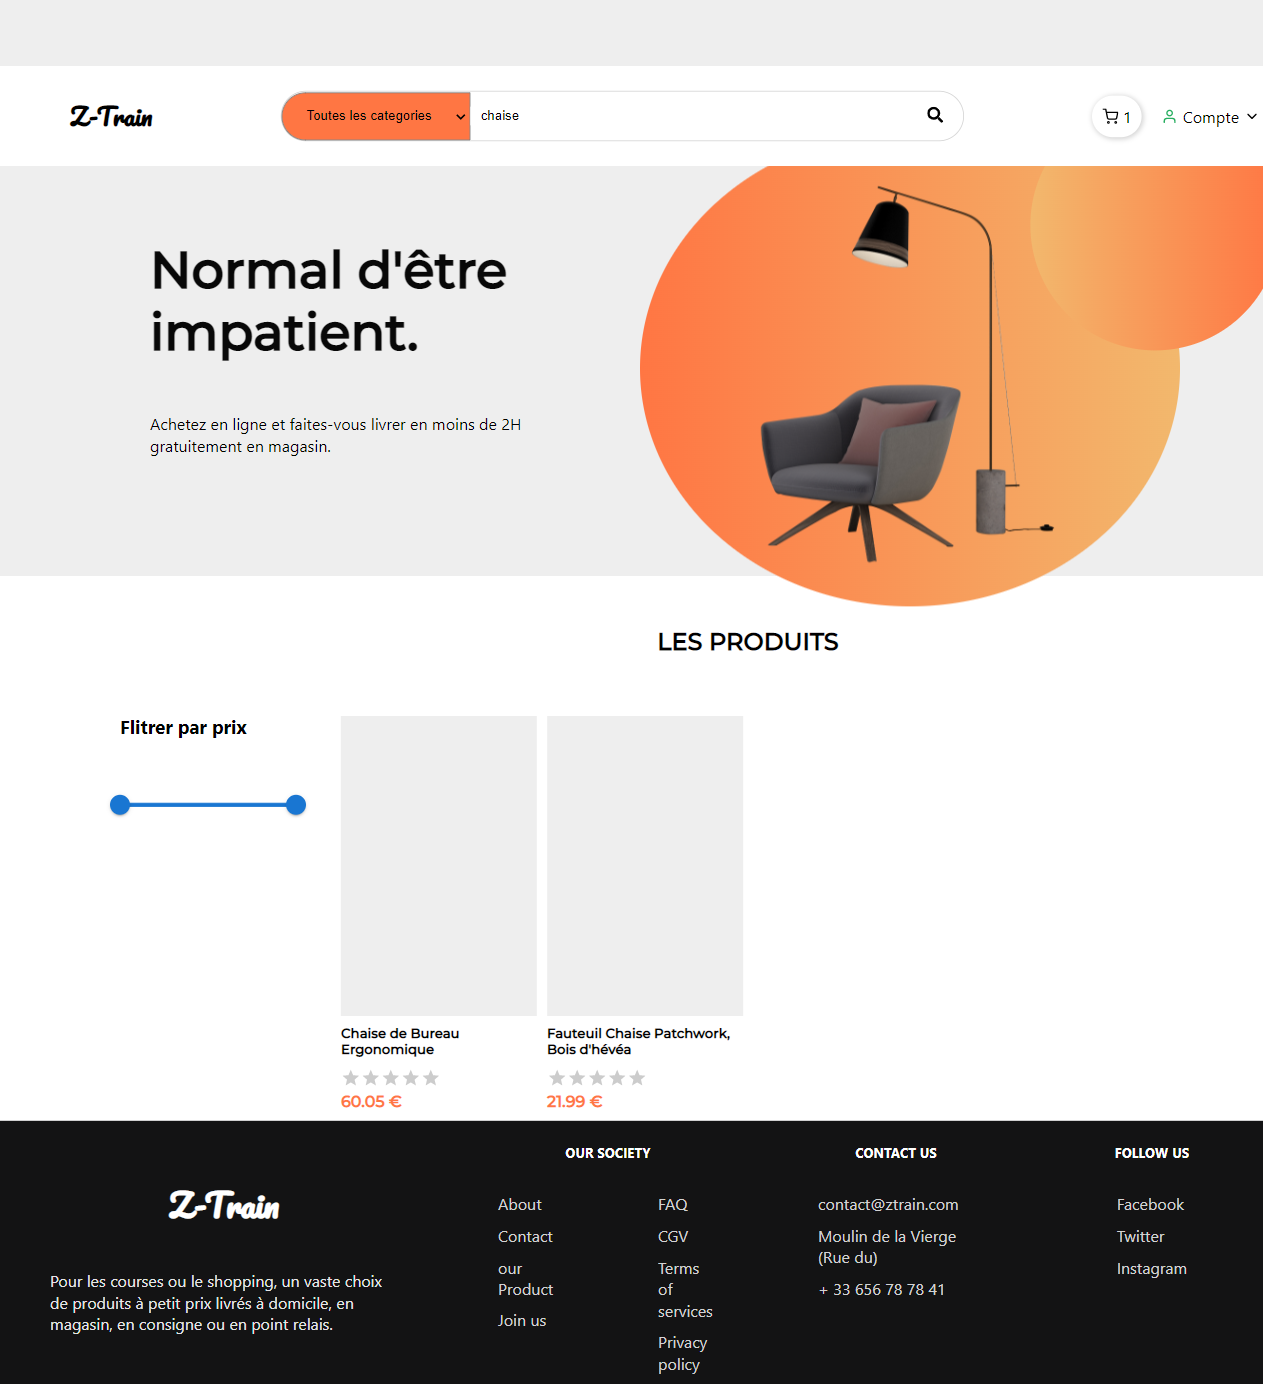 Z-Train
Toutes les categories
chaise
1
Compte
Normal d'être
impatient.
Achetez en ligne et faites-vous livrer en moins de 2H
gratuitement en magasin.
LES PRODUITS
Flitrer par prix
Chaise de Bureau
Ergonomique
60.05 €
Fauteuil Chaise Patchwork,
Bois d'hévéa
21.99 €
Z-Train
Pour les courses ou le shopping, un vaste choix
de produits à petit prix livrés à domicile, en
magasin, en consigne ou en point relais.
OUR SOCIETY
About
Contact
our
Product
Join us
FAQ
CGV
Terms
of
services
Privacy
policy
CONTACT US
contact@ztrain.com
Moulin de la Vierge
(Rue du)
+ 33 656 78 78 41
FOLLOW US
Facebook
Twitter
Instagram